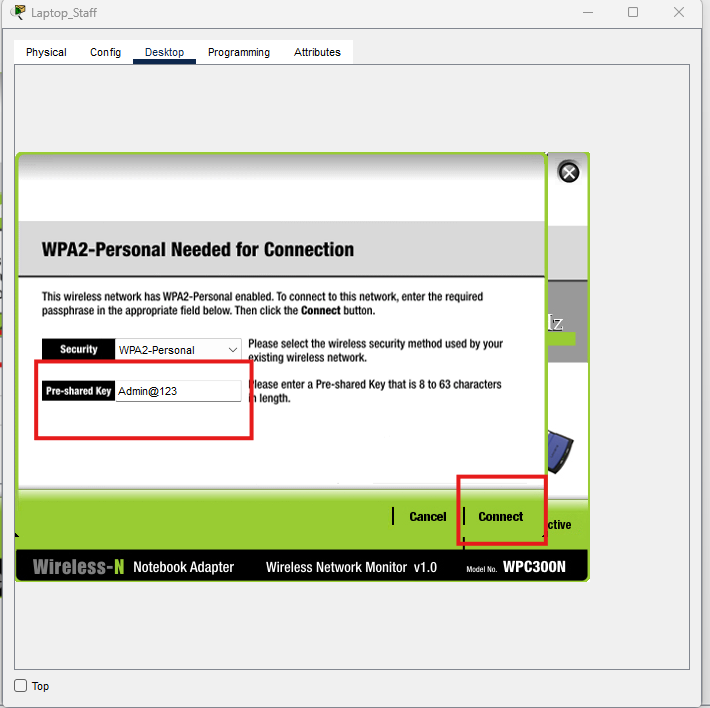 Laptop_Staff
Physical Config Desktop Programming Attributes
WPA2-Personal Needed for Connection
This wireless network has WPA2-Personal enabled. To connect to this network, enter the required
passphrase in the appropriate field below. Then click the Connect button.
Security WPA2-Personal Please select the wireless security method used by your
existing wireless network.
Pre-shared Key Admin@123 Please enter a Pre-shared Key that is 8 to 63 characters
in length.
Cancel Connect
Wireless-N Notebook Adapter Wireless Network Monitor v1.0 Model No. WPC300N
Top